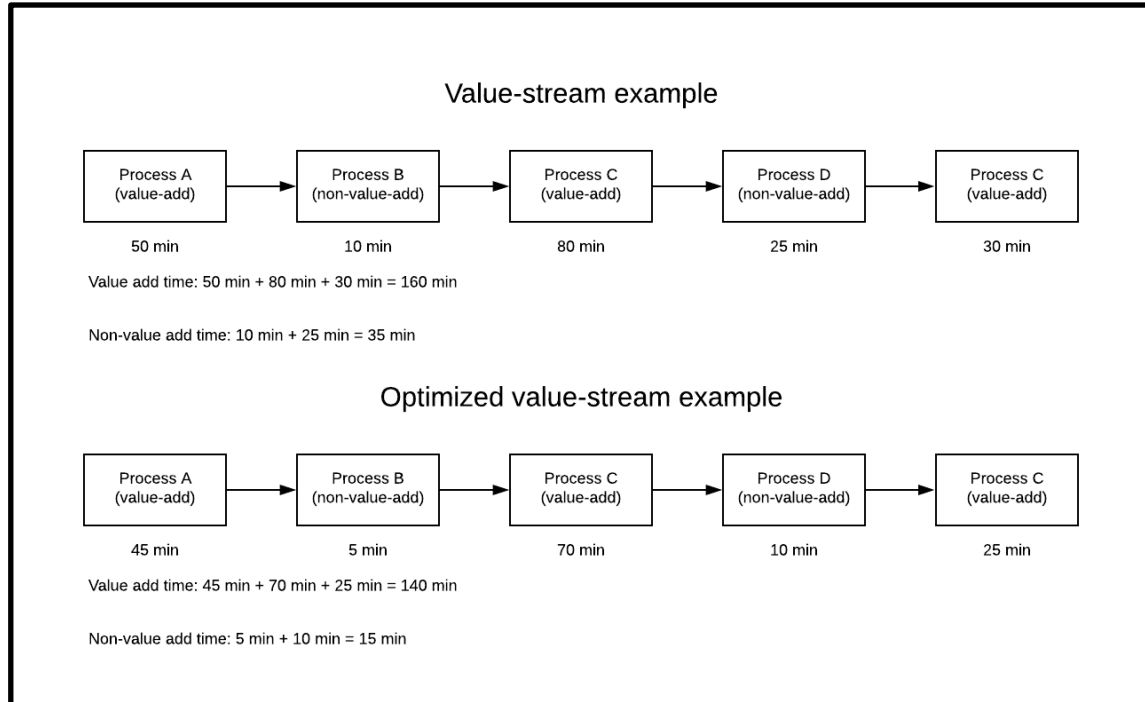 Value-stream example
Process A
(value-add)
Process B
(non-value-add)
Process C
(value-add)
Process D
(non-value-add)
Process C
(value-add)
50 min
10 min
80 min
25 min
30 min
Value add time: 50 min + 80 min + 30 min = 160 min
Non-value add time: 10 min + 25 min = 35 min
Optimized value-stream example
Process A
(value-add)
Process B
(non-value-add)
Process C
(value-add)
Process D
(non-value-add)
Process C
(value-add)
45 min
5 min
70 min
10 min
25 min
Value add time: 45 min + 70 min + 25 min = 140 min
Non-value add time: 5 min + 10 min = 15 min